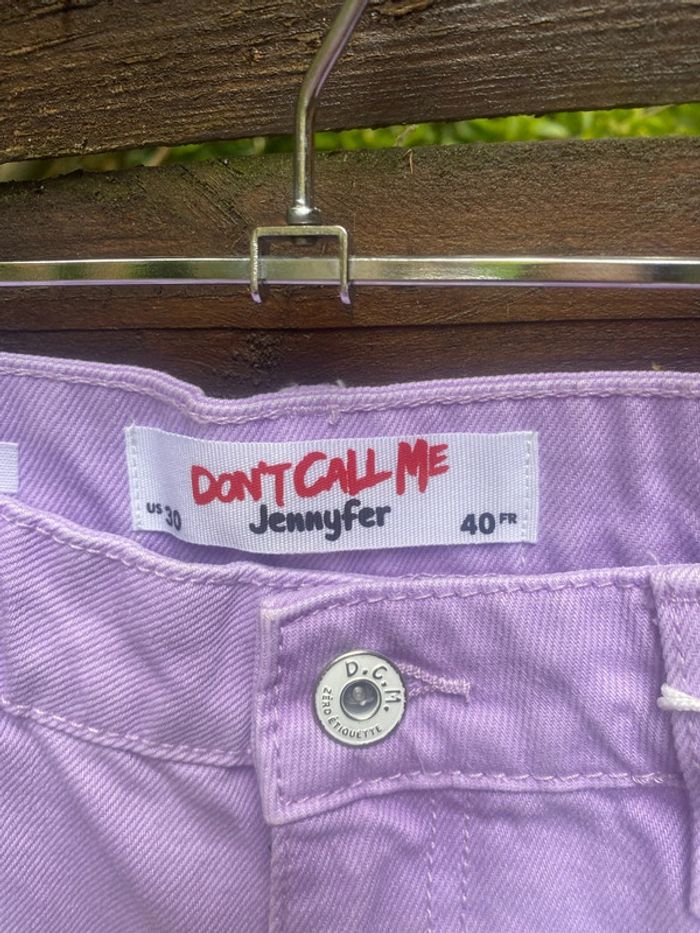 DON'T CALL ME
US 30 Jennyfer 40 FR
D.C.M.
ZÉRO ÉTIQUETTE